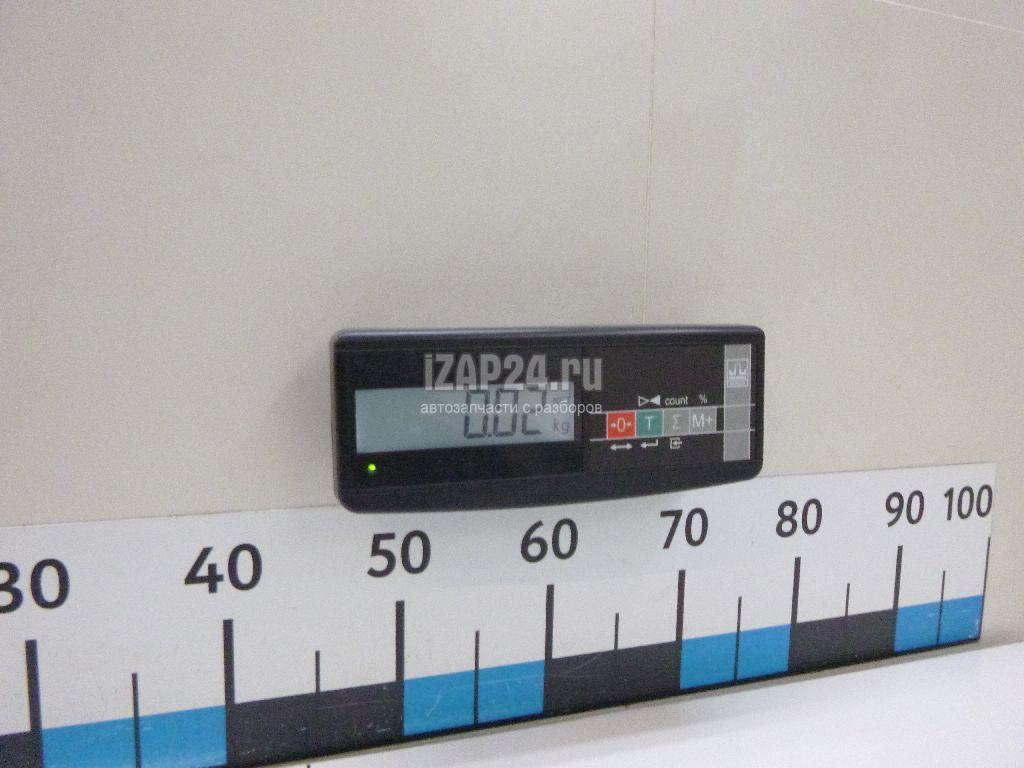 iZAP24.ru
автозапчасти с разборов
0.02 kg
count %
→0← T Σ M+
30 40 50 60 70 80 90 100